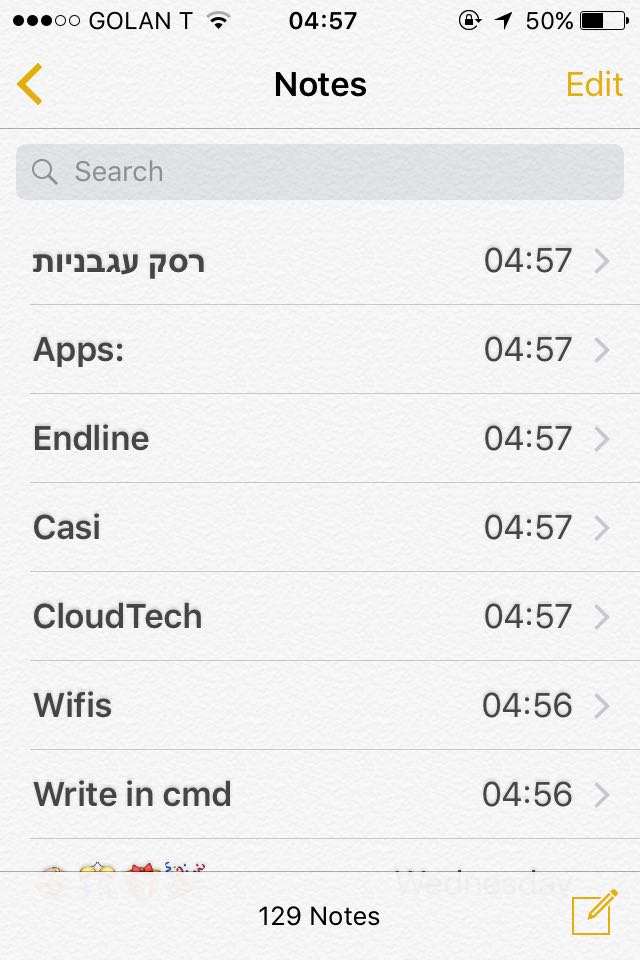 GOLAN T 04:57 50%
Notes Edit
Search
רסק עגבניות 04:57
Apps: 04:57
Endline 04:57
Casi 04:57
CloudTech 04:57
Wifis 04:56
Write in cmd 04:56
Wednesday
129 Notes